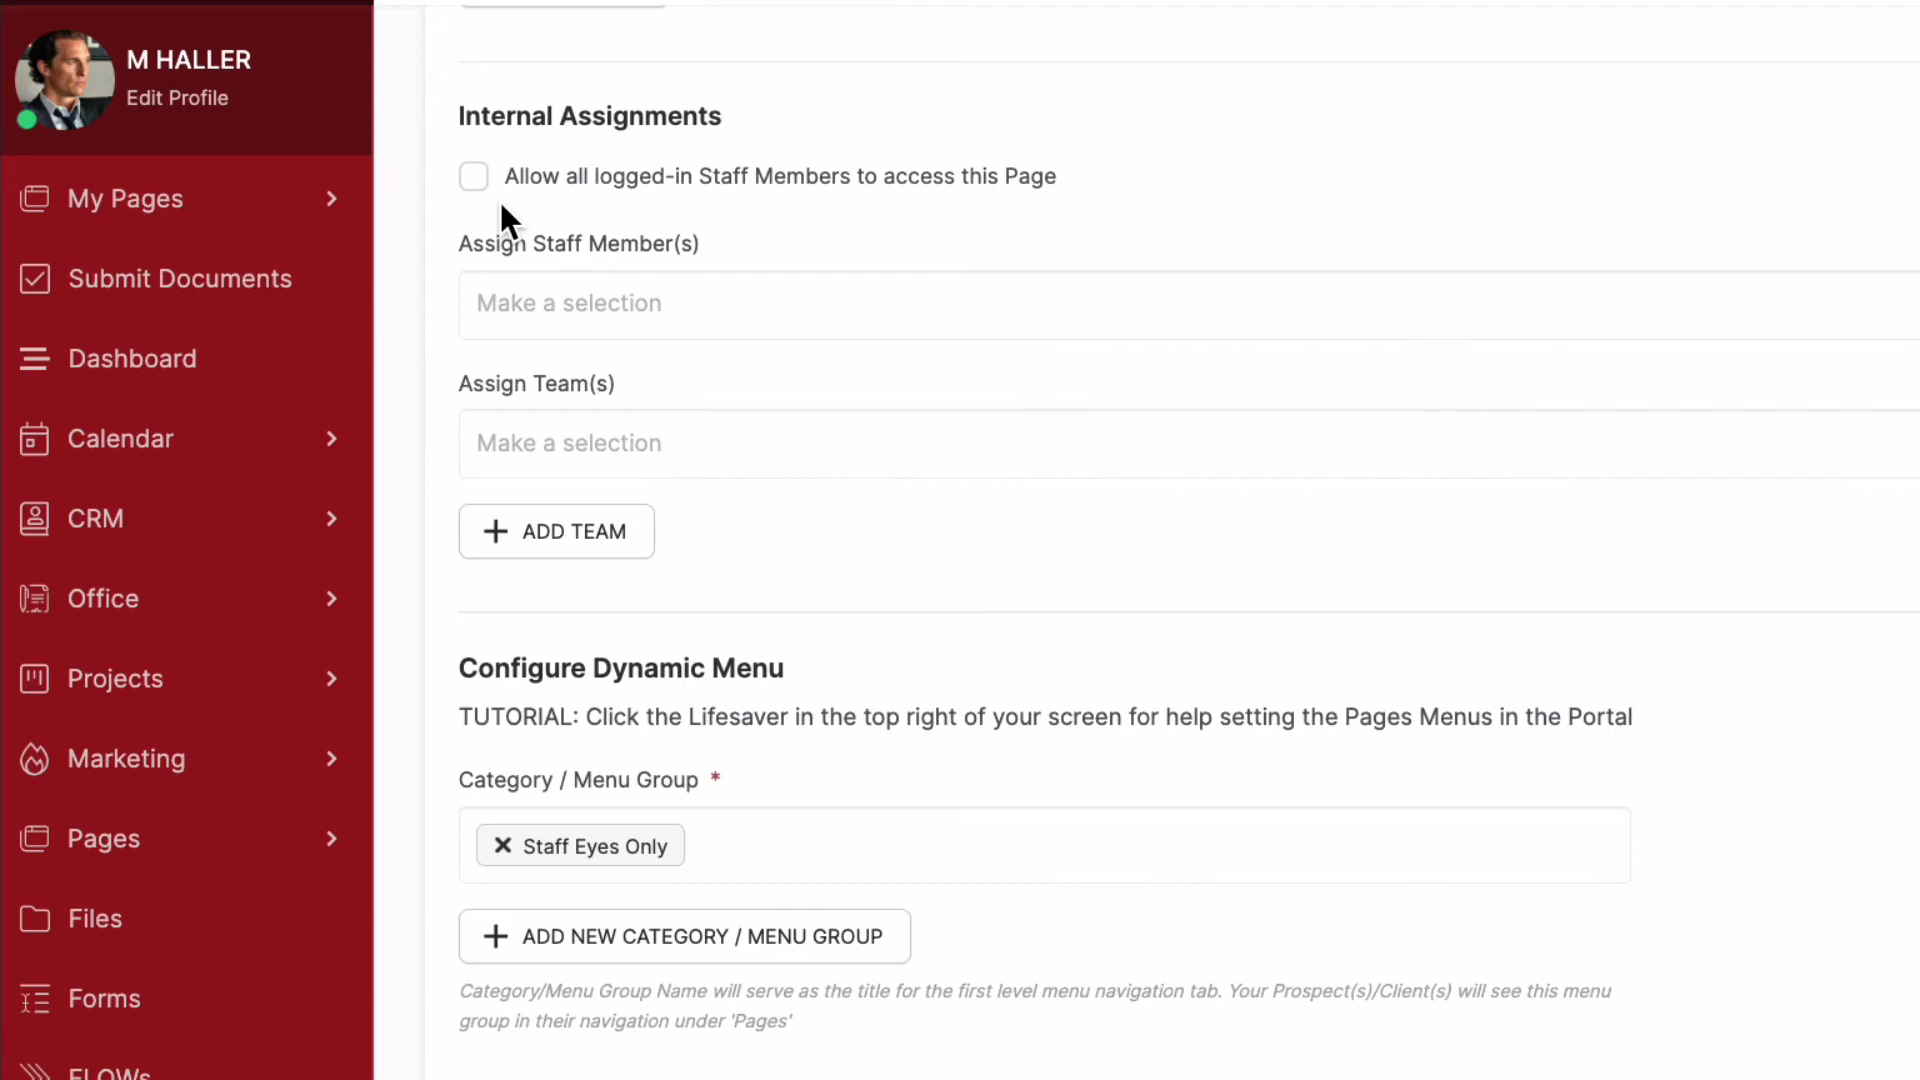 M HALLER
Edit Profile
My Pages
Submit Documents
Dashboard
Calendar
CRM
Office
Projects
Marketing
Pages
Files
Forms
FLOWs
Internal Assignments
Allow all logged-in Staff Members to access this Page
Assign Staff Member(s)
Make a selection
Assign Team(s)
Make a selection
ADD TEAM
Configure Dynamic Menu
TUTORIAL: Click the Lifesaver in the top right of your screen for help setting the Pages Menus in the Portal
Category / Menu Group *
Staff Eyes Only
ADD NEW CATEGORY / MENU GROUP
Category/Menu Group Name will serve as the title for the first level menu navigation tab. Your Prospect(s)/Client(s) will see this menu
group in their navigation under 'Pages'